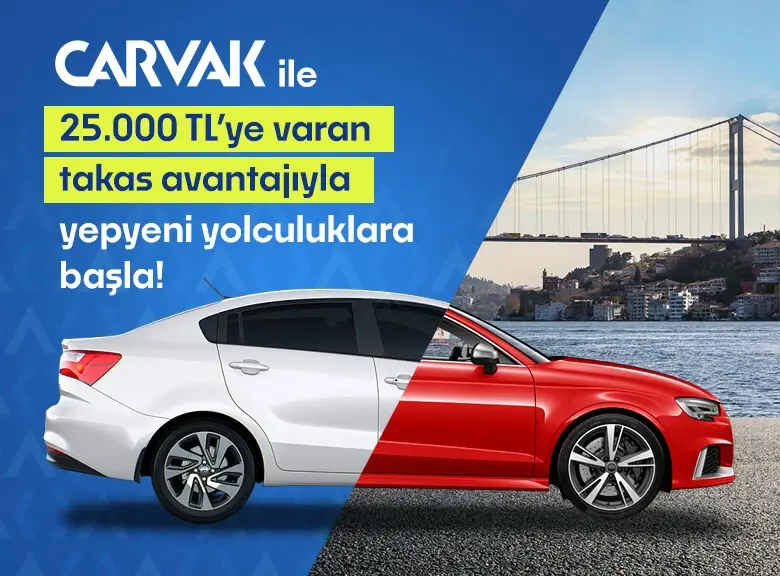 CARVAK ile
25.000 TL'ye varan
takas avantajıyla
yepyeni yolculuklara
başla!